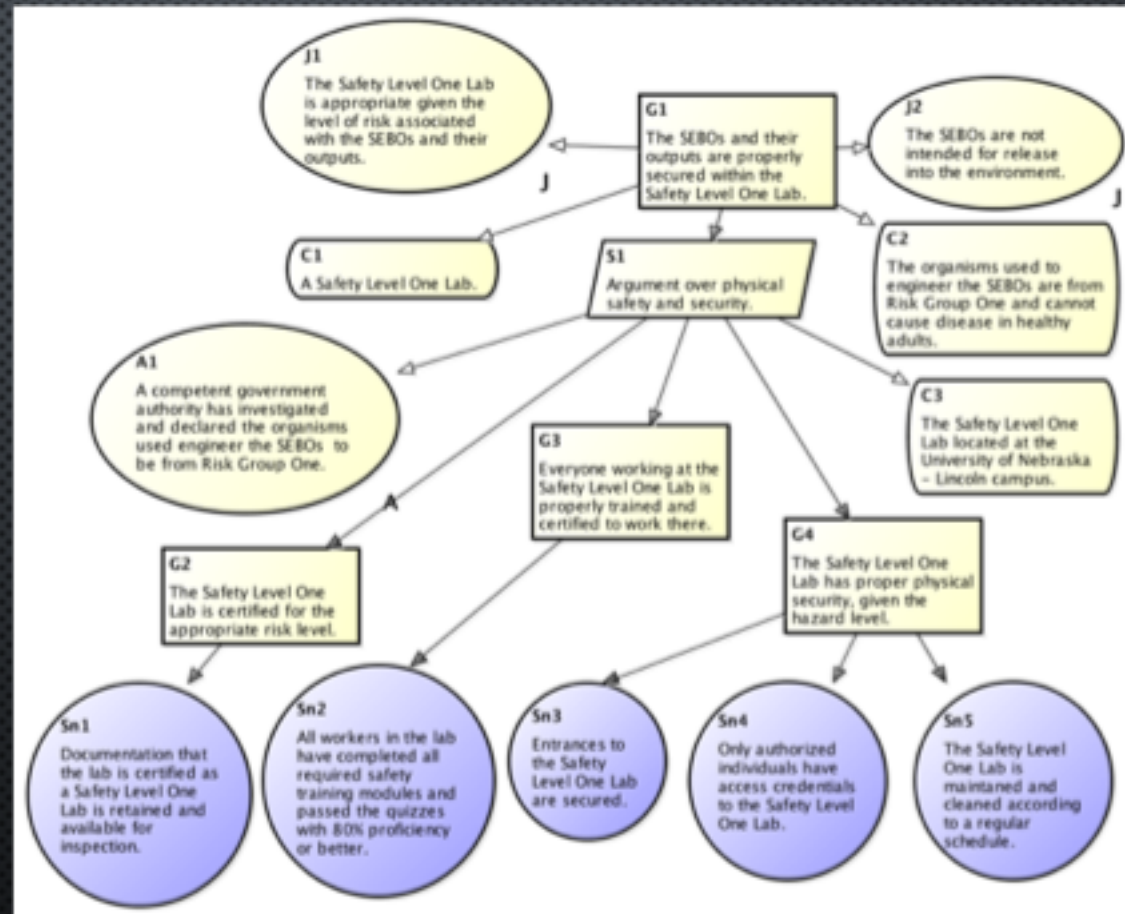 J1
The Safety Level One Lab
is appropriate given the
level of risk associated
with the SEBOs and their
outputs.
J
G1
The SEBOs and their
outputs are properly
secured within the
Safety Level One Lab.
J2
The SEBOs are not
intended for release
into the environment.
J
C1
A Safety Level One Lab.
S1
Argument over physical
safety and security.
C2
The organisms used to
engineer the SEBOs are from
Risk Group One and cannot
cause disease in healthy
adults.
A1
A competent government
authority has investigated
and declared the organisms
used engineer the SEBOs to
be from Risk Group One.
A
C3
The Safety Level One
Lab located at the
University of Nebraska
– Lincoln campus.
G2
The Safety Level One
Lab is certified for the
appropriate risk level.
G3
Everyone working at the
Safety Level One Lab is
properly trained and
certified to work there.
G4
The Safety Level One
Lab has proper physical
security, given the
hazard level.
Sn1
Documentation that
the lab is certified as
a Safety Level One
Lab is retained and
available for
inspection.
Sn2
All workers in the lab
have completed all
required safety
training modules and
passed the quizzes
with 80% proficiency
or better.
Sn3
Entrances to
the Safety
Level One Lab
are secured.
Sn4
Only authorized
individuals have
access credentials
to the Safety Level
One Lab.
Sn5
The Safety Level
One Lab is
maintaned and
cleaned according
to a regular
schedule.